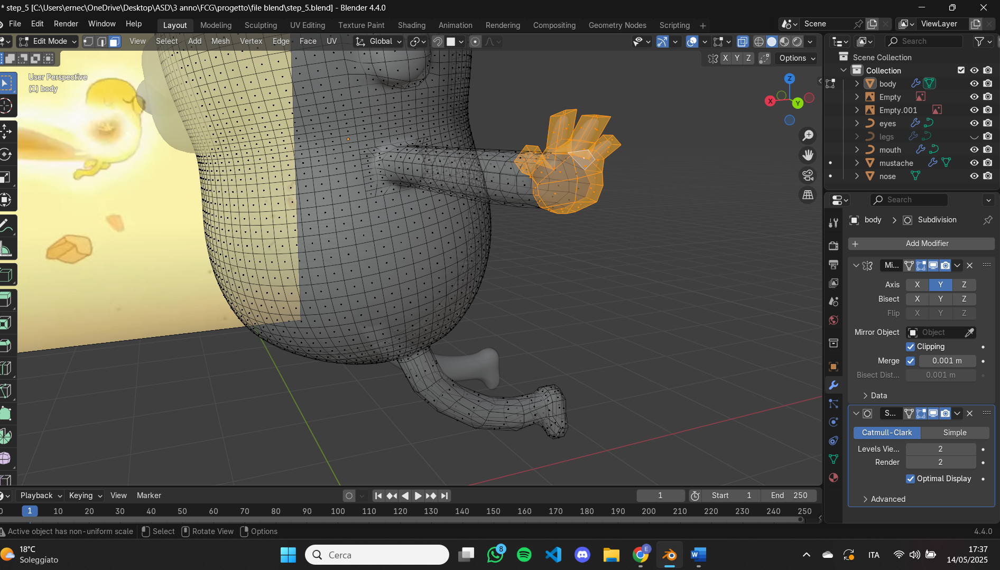 * step_5 [C:\Users\ernec\OneDrive\Desktop\ASD\3 anno\FCG\progetto\file blend\step_5.blend] - Blender 4.4.0
File Edit Render Window Help
Layout Modeling Sculpting UV Editing Texture Paint Shading Animation Rendering Compositing Geometry Nodes Scripting +
Scene
ViewLayer
Edit Mode
View Select Add Mesh Vertex Edge Face UV
Global
Search
X Y Z
Options
User Perspective
(1) body
Z
X
Y
Scene Collection
Collection
body
Empty
Empty.001
eyes
legs
mouth
mustache
nose
Search
body > Subdivision
+ Add Modifier
Mi...
Axis X Y Z
Bisect X Y Z
Flip X Y Z
Mirror Object Object
Clipping
Merge 0.001 m
Bisect Dist... 0.001 m
Data
S...
Catmull-Clark Simple
Levels Vie... 2
Render 2
Optimal Display
Advanced
Playback Keying View Marker
1
Start 1
End 250
0 1 10 20 30 40 50 60 70 80 90 100 110 120 130 140 150 160 170 180 190 200 210 220 230 240 250
Active object has non-uniform scale
Select Rotate View Options
4.4.0
18°C
Soleggiato
Cerca
8
E
W
ITA
17:37
14/05/2025